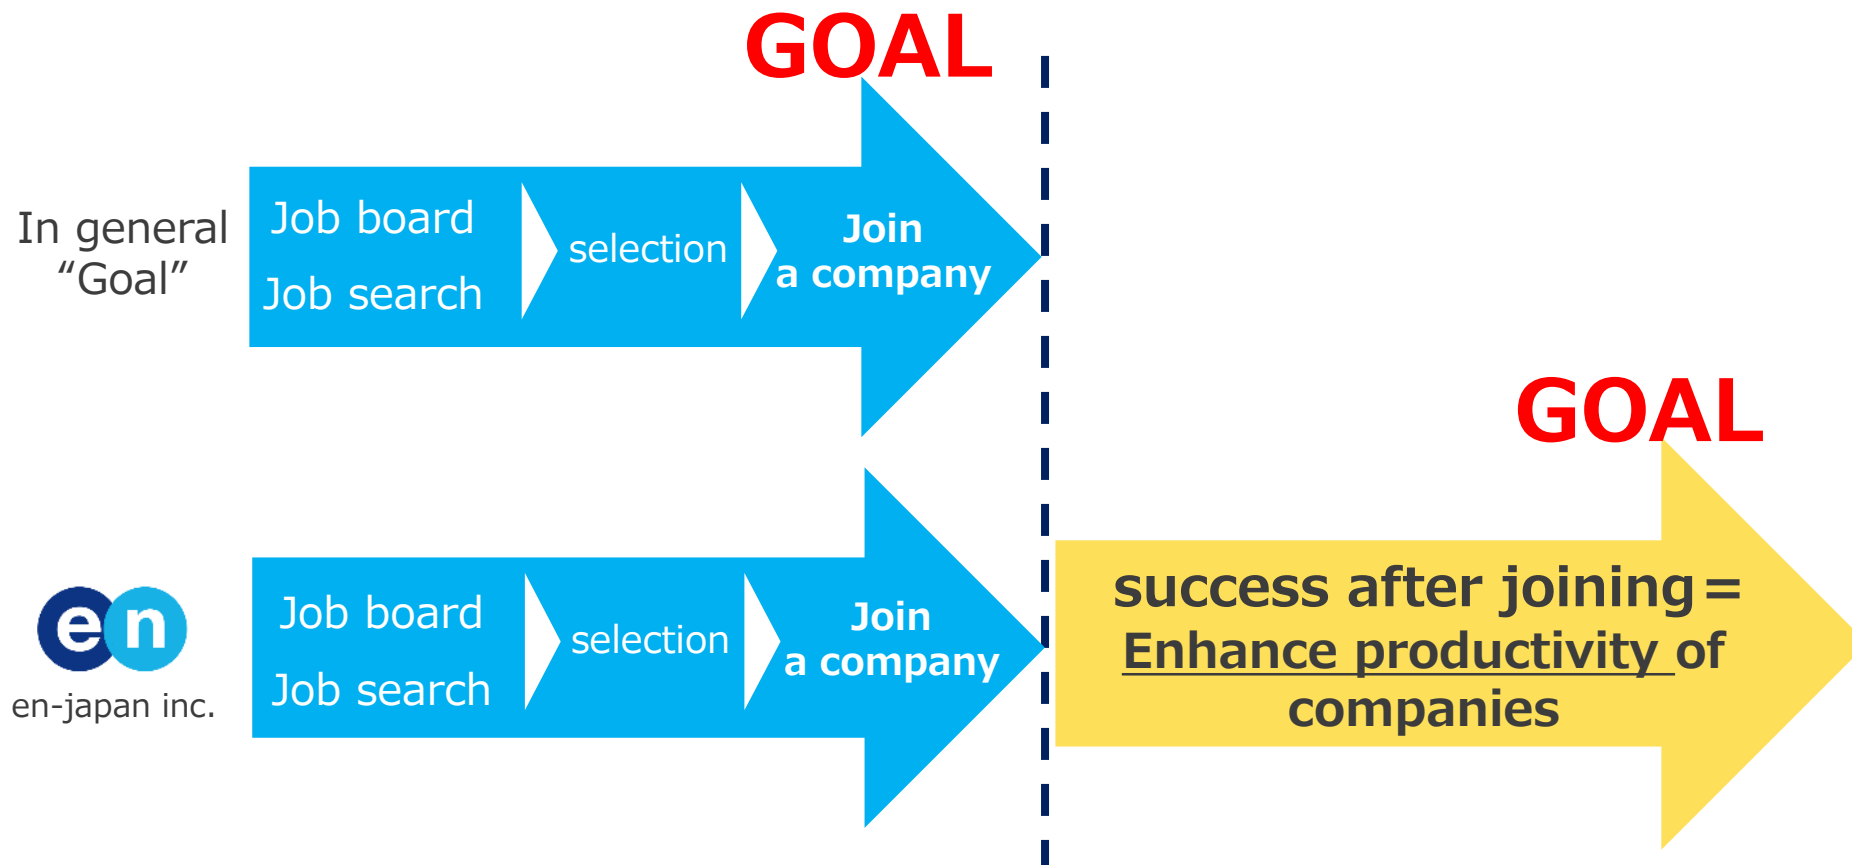 GOAL
In general
“Goal”
Job board
Job search
selection
Join
a company
GOAL
en
en-japan inc.
Job board
Job search
selection
Join
a company
success after joining=
Enhance productivity of
companies